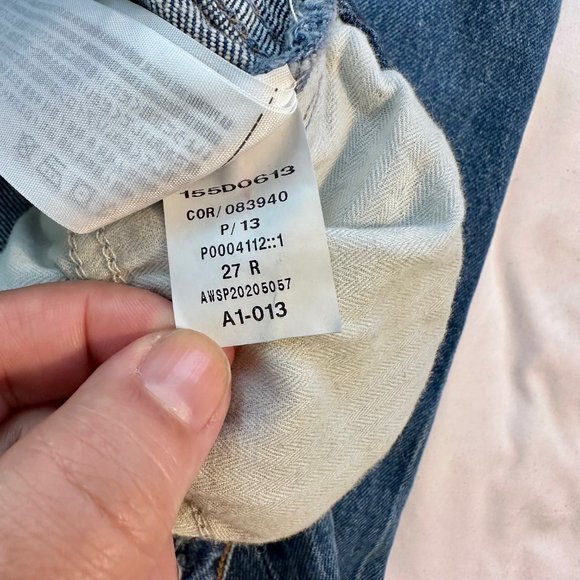 155D0613
COR/083940
P/13
P0004112::1
27 R
AWSP20205057
A1-013